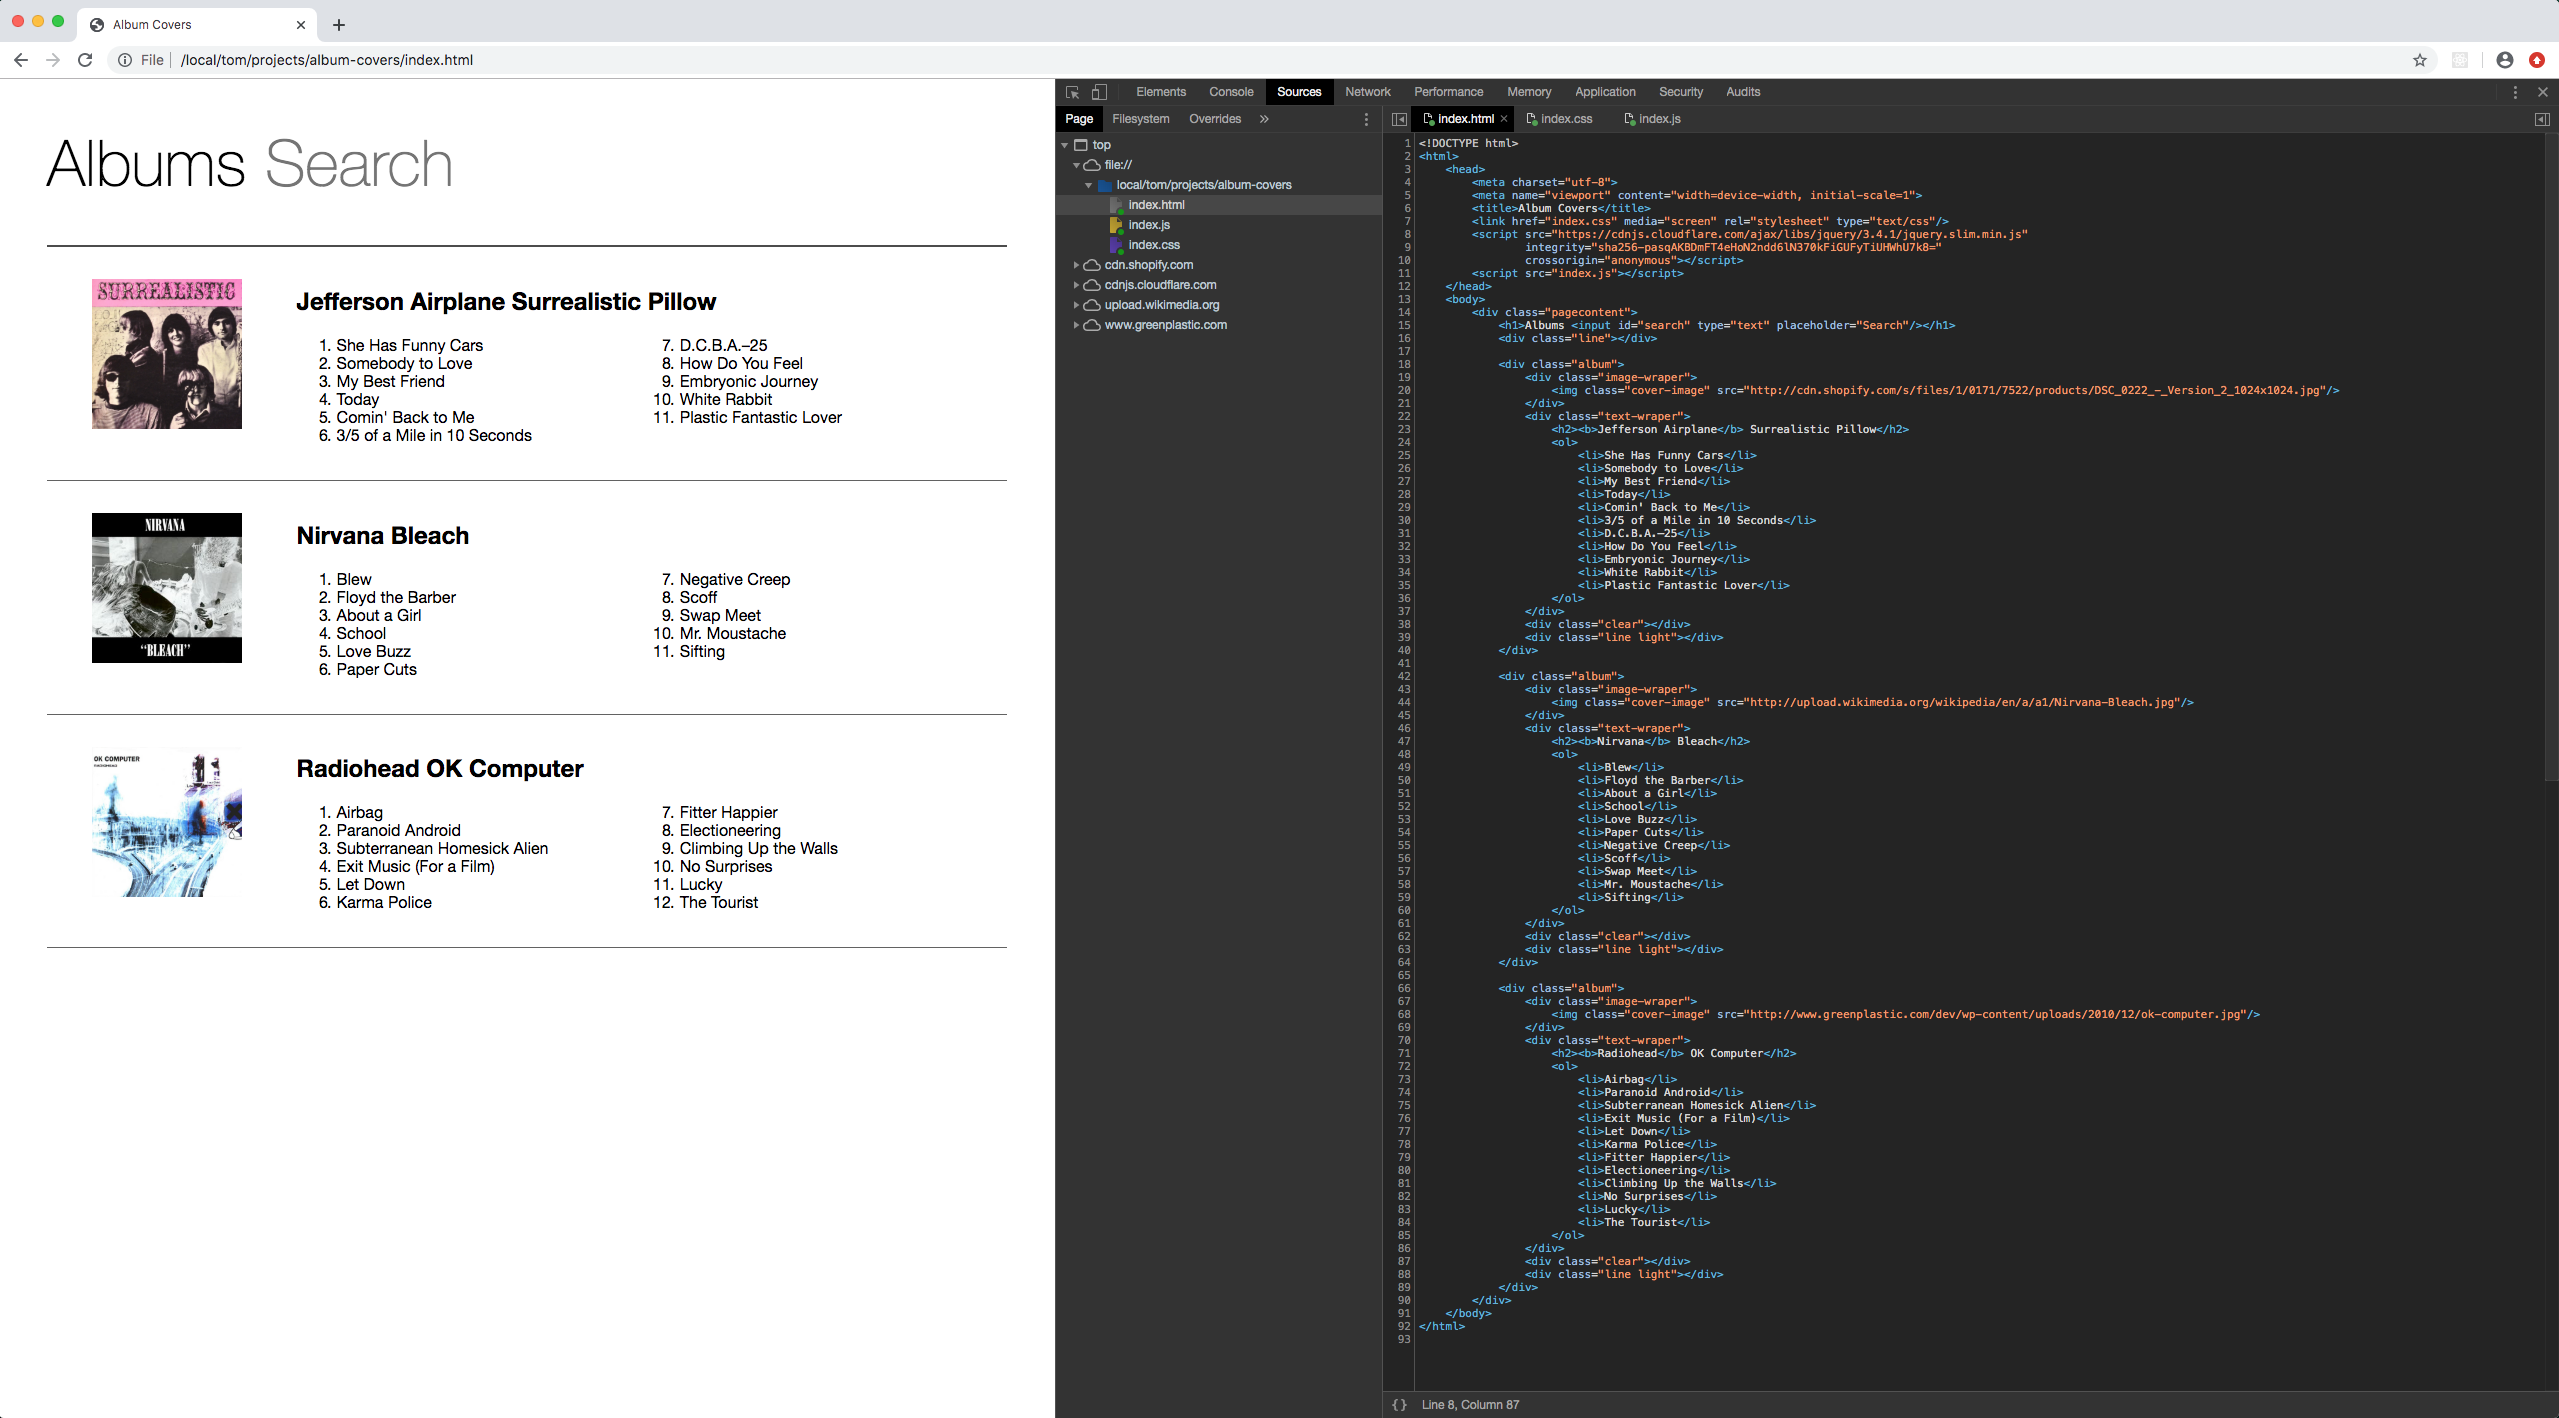 Album Covers
File | /local/tom/projects/album-covers/index.html
Albums Search
SURREALISTIC
Jefferson Airplane Surrealistic Pillow
1. She Has Funny Cars
2. Somebody to Love
3. My Best Friend
4. Today
5. Comin' Back to Me
6. 3/5 of a Mile in 10 Seconds
7. D.C.B.A.–25
8. How Do You Feel
9. Embryonic Journey
10. White Rabbit
11. Plastic Fantastic Lover
NIRVANA
"BLEACH"
Nirvana Bleach
1. Blew
2. Floyd the Barber
3. About a Girl
4. School
5. Love Buzz
6. Paper Cuts
7. Negative Creep
8. Scoff
9. Swap Meet
10. Mr. Moustache
11. Sifting
OK COMPUTER
RADIOHEAD
Radiohead OK Computer
1. Airbag
2. Paranoid Android
3. Subterranean Homesick Alien
4. Exit Music (For a Film)
5. Let Down
6. Karma Police
7. Fitter Happier
8. Electioneering
9. Climbing Up the Walls
10. No Surprises
11. Lucky
12. The Tourist
Elements Console Sources Network Performance Memory Application Security Audits
Page Filesystem Overrides »
top
file://
local/tom/projects/album-covers
index.html
index.js
index.css
cdn.shopify.com
cdnjs.cloudflare.com
upload.wikimedia.org
www.greenplastic.com
index.html × index.css index.js
1 <!DOCTYPE html>
2 <html>
3 <head>
4 <meta charset="utf-8">
5 <meta name="viewport" content="width=device-width, initial-scale=1">
6 <title>Album Covers</title>
7 <link href="index.css" media="screen" rel="stylesheet" type="text/css"/>
8 <script src="https://cdnjs.cloudflare.com/ajax/libs/jquery/3.4.1/jquery.slim.min.js"
9 integrity="sha256-pasqAKBDmFT4eHoN2ndd6lN370kFiGUFyTiUHWhU7k8="
10 crossorigin="anonymous"></script>
11 <script src="index.js"></script>
12 </head>
13 <body>
14 <div class="pagecontent">
15 <h1>Albums <input id="search" type="text" placeholder="Search"/></h1>
16 <div class="line"></div>
17
18 <div class="album">
19 <div class="image-wraper">
20 <img class="cover-image" src="http://cdn.shopify.com/s/files/1/0171/7522/products/DSC_0222_-_Version_2_1024x1024.jpg"/>
21 </div>
22 <div class="text-wraper">
23 <h2><b>Jefferson Airplane</b> Surrealistic Pillow</h2>
24 <ol>
25 <li>She Has Funny Cars</li>
26 <li>Somebody to Love</li>
27 <li>My Best Friend</li>
28 <li>Today</li>
29 <li>Comin' Back to Me</li>
30 <li>3/5 of a Mile in 10 Seconds</li>
31 <li>D.C.B.A.–25</li>
32 <li>How Do You Feel</li>
33 <li>Embryonic Journey</li>
34 <li>White Rabbit</li>
35 <li>Plastic Fantastic Lover</li>
36 </ol>
37 </div>
38 <div class="clear"></div>
39 <div class="line light"></div>
40 </div>
41
42 <div class="album">
43 <div class="image-wraper">
44 <img class="cover-image" src="http://upload.wikimedia.org/wikipedia/en/a/a1/Nirvana-Bleach.jpg"/>
45 </div>
46 <div class="text-wraper">
47 <h2><b>Nirvana</b> Bleach</h2>
48 <ol>
49 <li>Blew</li>
50 <li>Floyd the Barber</li>
51 <li>About a Girl</li>
52 <li>School</li>
53 <li>Love Buzz</li>
54 <li>Paper Cuts</li>
55 <li>Negative Creep</li>
56 <li>Scoff</li>
57 <li>Swap Meet</li>
58 <li>Mr. Moustache</li>
59 <li>Sifting</li>
60 </ol>
61 </div>
62 <div class="clear"></div>
63 <div class="line light"></div>
64 </div>
65
66 <div class="album">
67 <div class="image-wraper">
68 <img class="cover-image" src="http://www.greenplastic.com/dev/wp-content/uploads/2010/12/ok-computer.jpg"/>
69 </div>
70 <div class="text-wraper">
71 <h2><b>Radiohead</b> OK Computer</h2>
72 <ol>
73 <li>Airbag</li>
74 <li>Paranoid Android</li>
75 <li>Subterranean Homesick Alien</li>
76 <li>Exit Music (For a Film)</li>
77 <li>Let Down</li>
78 <li>Karma Police</li>
79 <li>Fitter Happier</li>
80 <li>Electioneering</li>
81 <li>Climbing Up the Walls</li>
82 <li>No Surprises</li>
83 <li>Lucky</li>
84 <li>The Tourist</li>
85 </ol>
86 </div>
87 <div class="clear"></div>
88 <div class="line light"></div>
89 </div>
90 </div>
91 </body>
92 </html>
93
{} Line 8, Column 87